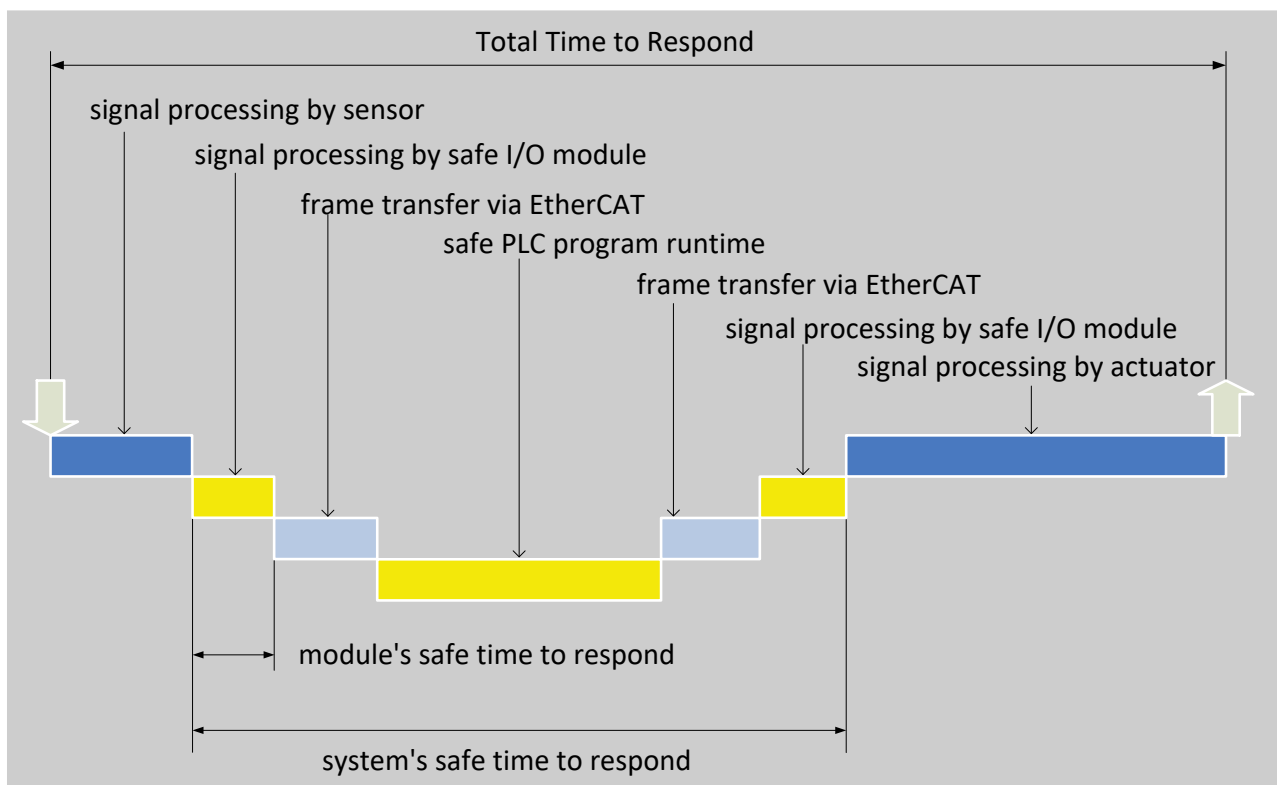 Total Time to Respond
signal processing by sensor
signal processing by safe I/O module
frame transfer via EtherCAT
safe PLC program runtime
frame transfer via EtherCAT
signal processing by safe I/O module
signal processing by actuator
module's safe time to respond
system's safe time to respond